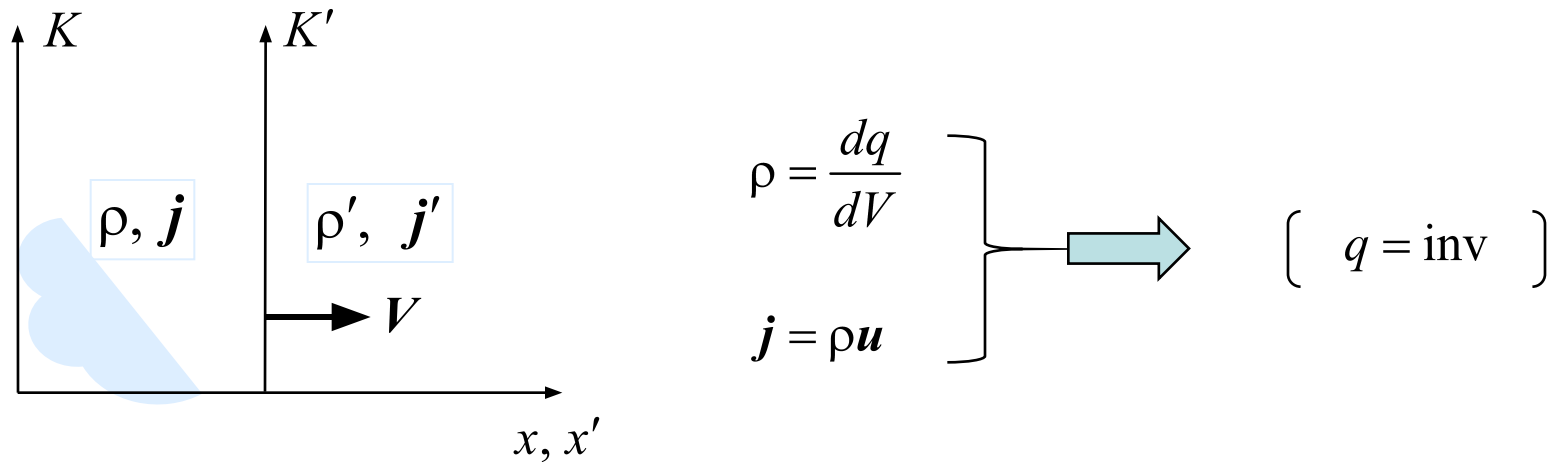 K
K′
ρ, j
ρ′, j′
V
x, x′
ρ = dq/dV
j = ρu
q = inv